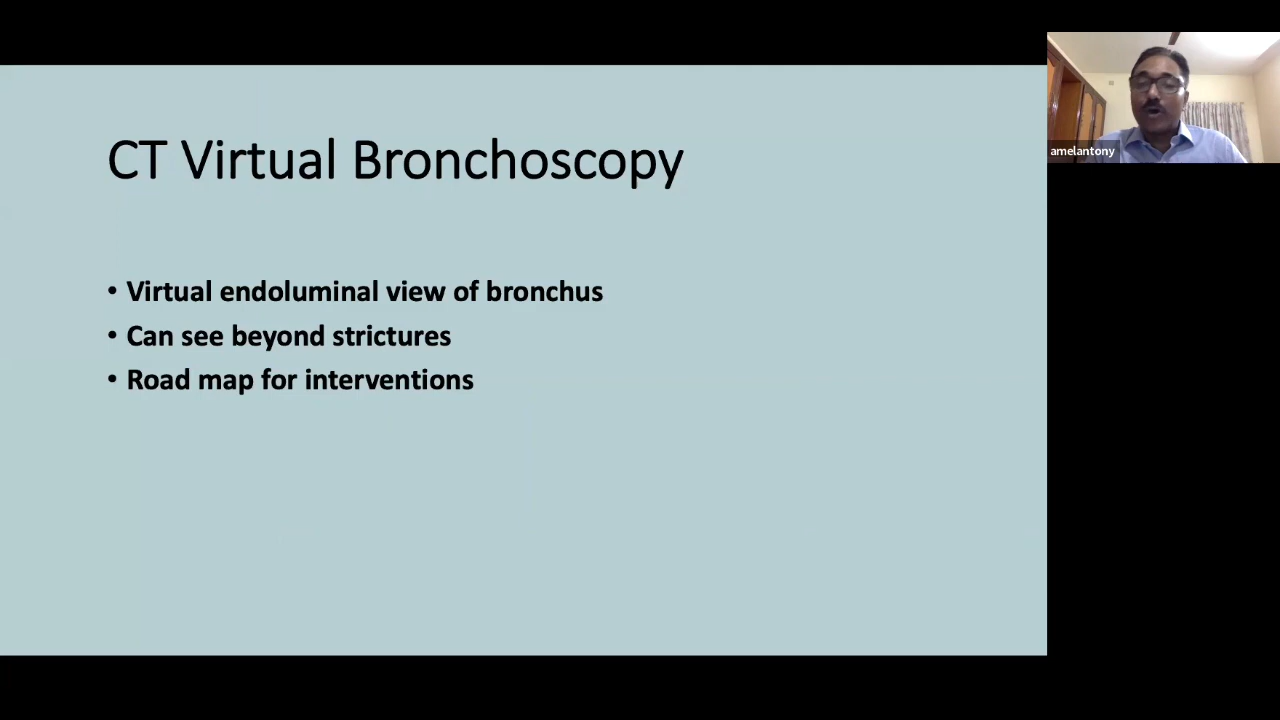 CT Virtual Bronchoscopy
• Virtual endoluminal view of bronchus
• Can see beyond strictures
• Road map for interventions
amelantony